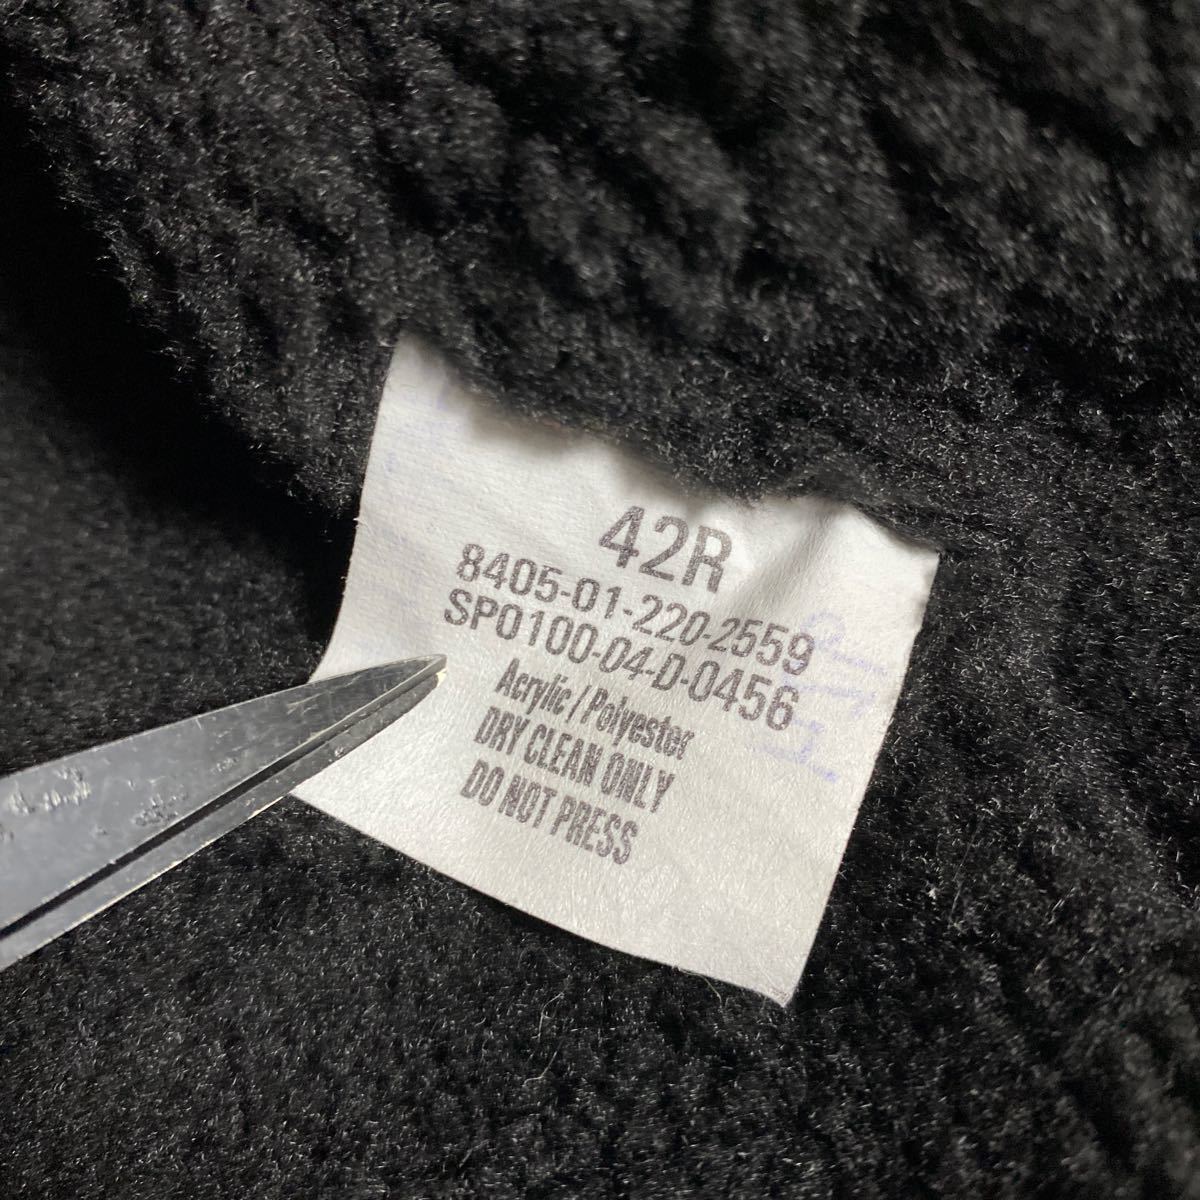 42R
8405-01-220-2559
SP0100-04-D-0456
Acrylic / Polyester
DRY CLEAN ONLY
DO NOT PRESS